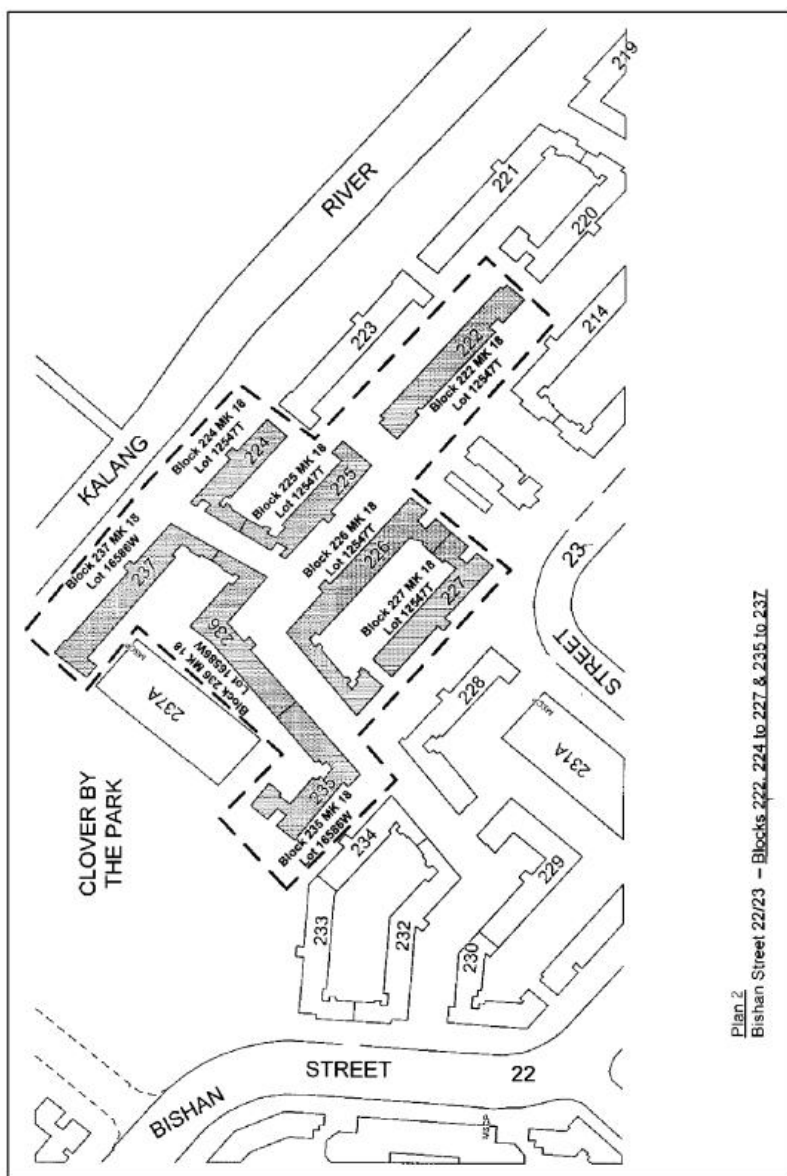 219
RIVER
221
220
223
222
Block 222 MK 18
Lot 12547T
214
KALANG
Block 224 MK 18
Lot 12547T
224
Block 225 MK 18
Lot 12547T
225
Block 237 MK 18
Lot 16586W
237
Block 226 MK 18
Lot 12547T
226
Block 227 MK 18
Lot 12547T
227
236
Block 236 MK 18
Lot 16586W
MSCP
237A
23
STREET
228
MSCP
231A
235
Block 235 MK 18
Lot 16586W
CLOVER BY
THE PARK
234
233
232
229
230
STREET
22
BISHAN
MSCP
Plan 2
Bishan Street 22/23 – Blocks 222, 224 to 227 & 235 to 237